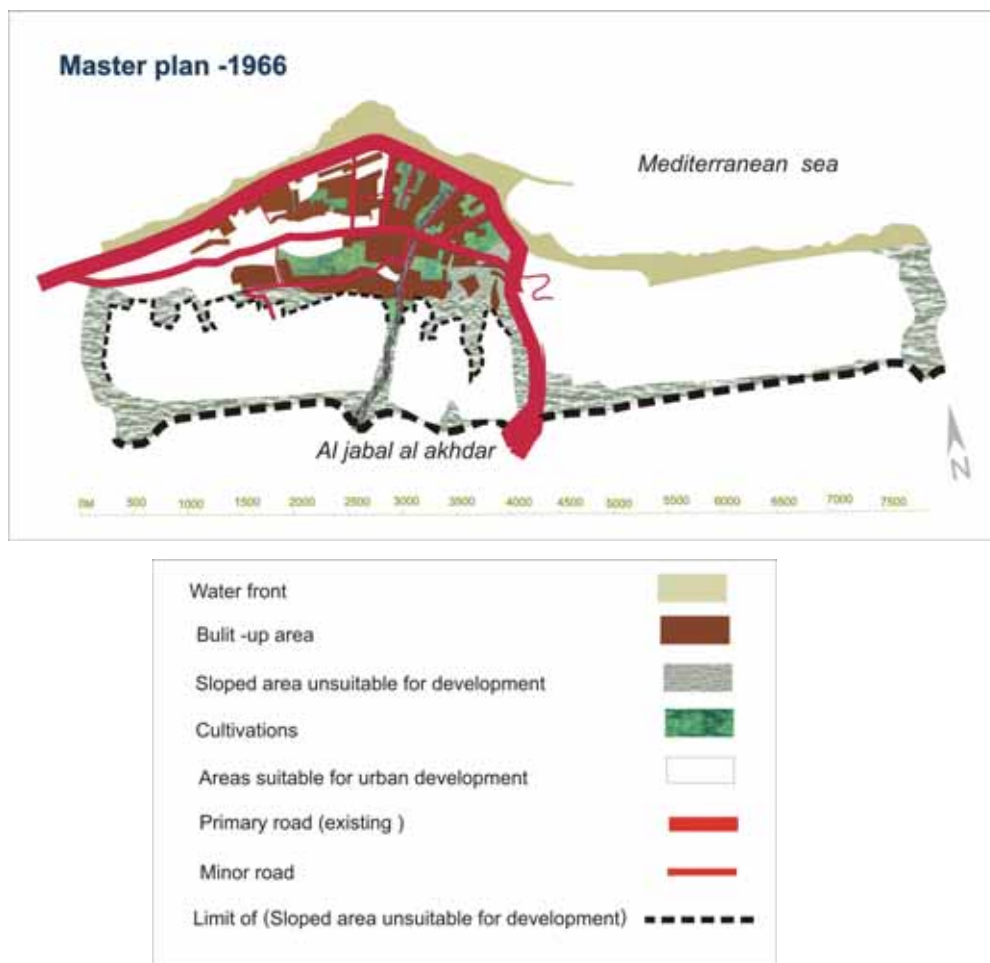 Master plan -1966
Mediterranean sea
Al jabal al akhdar
N
0M 500 1000 1500 2000 2500 3000 3500 4000 4500 5000 5500 6000 6500 7000 7500
Water front
Bulit -up area
Sloped area unsuitable for development
Cultivations
Areas suitable for urban development
Primary road (existing )
Minor road
Limit of (Sloped area unsuitable for development)